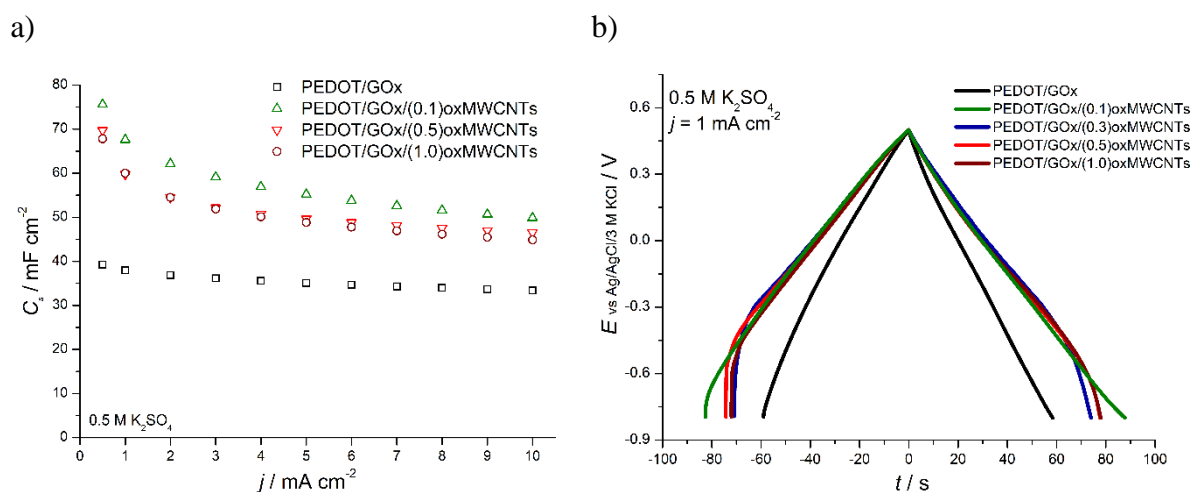 a)
80
70
60
50
40
30
20
10
0
C_s / mF cm⁻²
PEDOT/GOx
PEDOT/GOx/(0.1)oxMWCNTs
PEDOT/GOx/(0.5)oxMWCNTs
PEDOT/GOx/(1.0)oxMWCNTs
0.5 M K₂SO₄
0 1 2 3 4 5 6 7 8 9 10
j / mA cm⁻²
b)
0.6
0.3
0.0
-0.3
-0.6
-0.9
E vs Ag/AgCl/3 M KCl / V
0.5 M K₂SO₄
j = 1 mA cm⁻²
PEDOT/GOx
PEDOT/GOx/(0.1)oxMWCNTs
PEDOT/GOx/(0.3)oxMWCNTs
PEDOT/GOx/(0.5)oxMWCNTs
PEDOT/GOx/(1.0)oxMWCNTs
-100 -80 -60 -40 -20 0 20 40 60 80 100
t / s